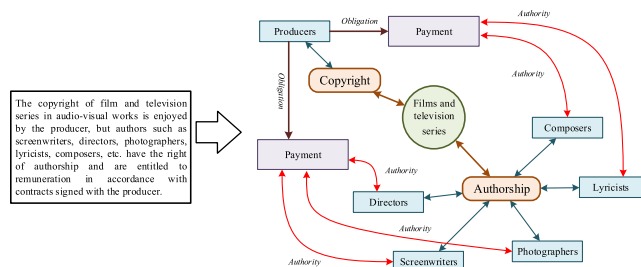 The copyright of film and television
series in audio-visual works is enjoyed
by the producer, but authors such as
screenwriters, directors, photographers,
lyricists, composers, etc. have the right
of authorship and are entitled to
remuneration in accordance with
contracts signed with the producer.
Producers
Obligation
Payment
Authority
Authority
Copyright
Obligation
Films and
television
series
Composers
Payment
Authority
Authorship
Lyricists
Directors
Authority
Photographers
Screenwriters
Authority